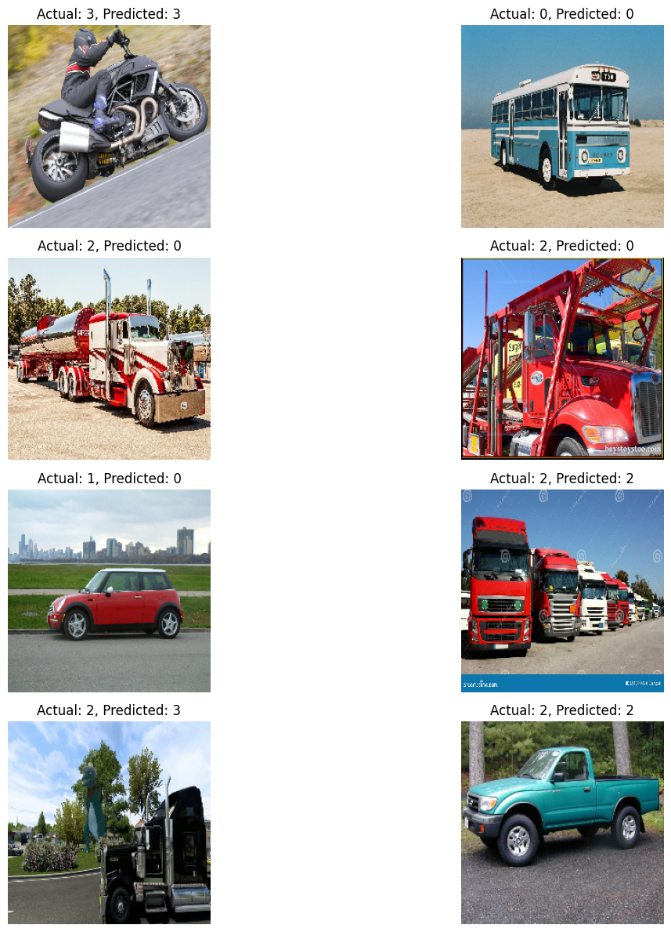 Actual: 3, Predicted: 3
Actual: 0, Predicted: 0
Actual: 2, Predicted: 0
Actual: 2, Predicted: 0
Actual: 1, Predicted: 0
Actual: 2, Predicted: 2
Actual: 2, Predicted: 3
Actual: 2, Predicted: 2